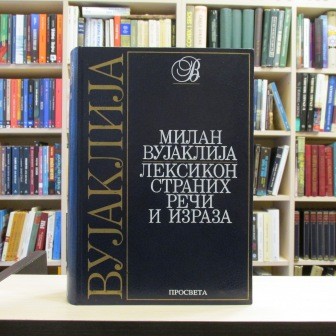 ВУЈАКЛИЈА
В
МИЛАН
ВУЈАКЛИЈА
ЛЕКСИКОН
СТРАНИХ
РЕЧИ
И ИЗРАЗА
ПРОСВЕТА